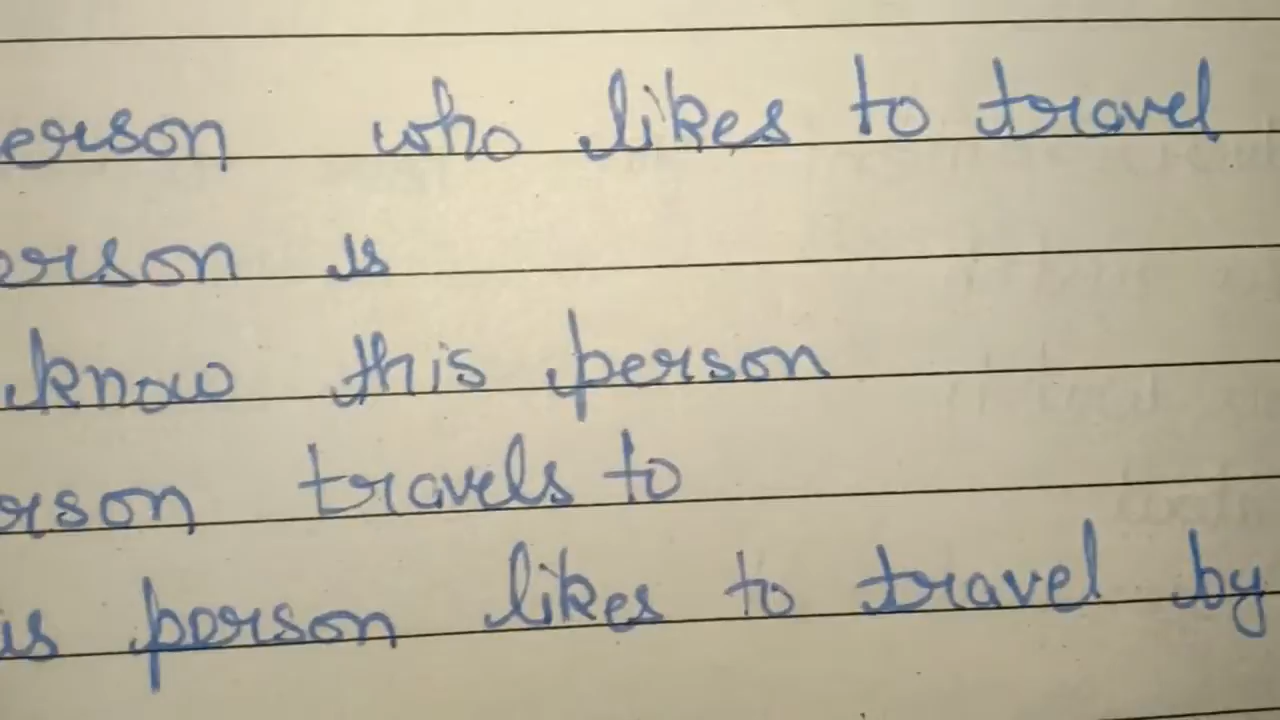 erson who likes to travel
erson is
know this person
rson travels to
is person likes to travel by